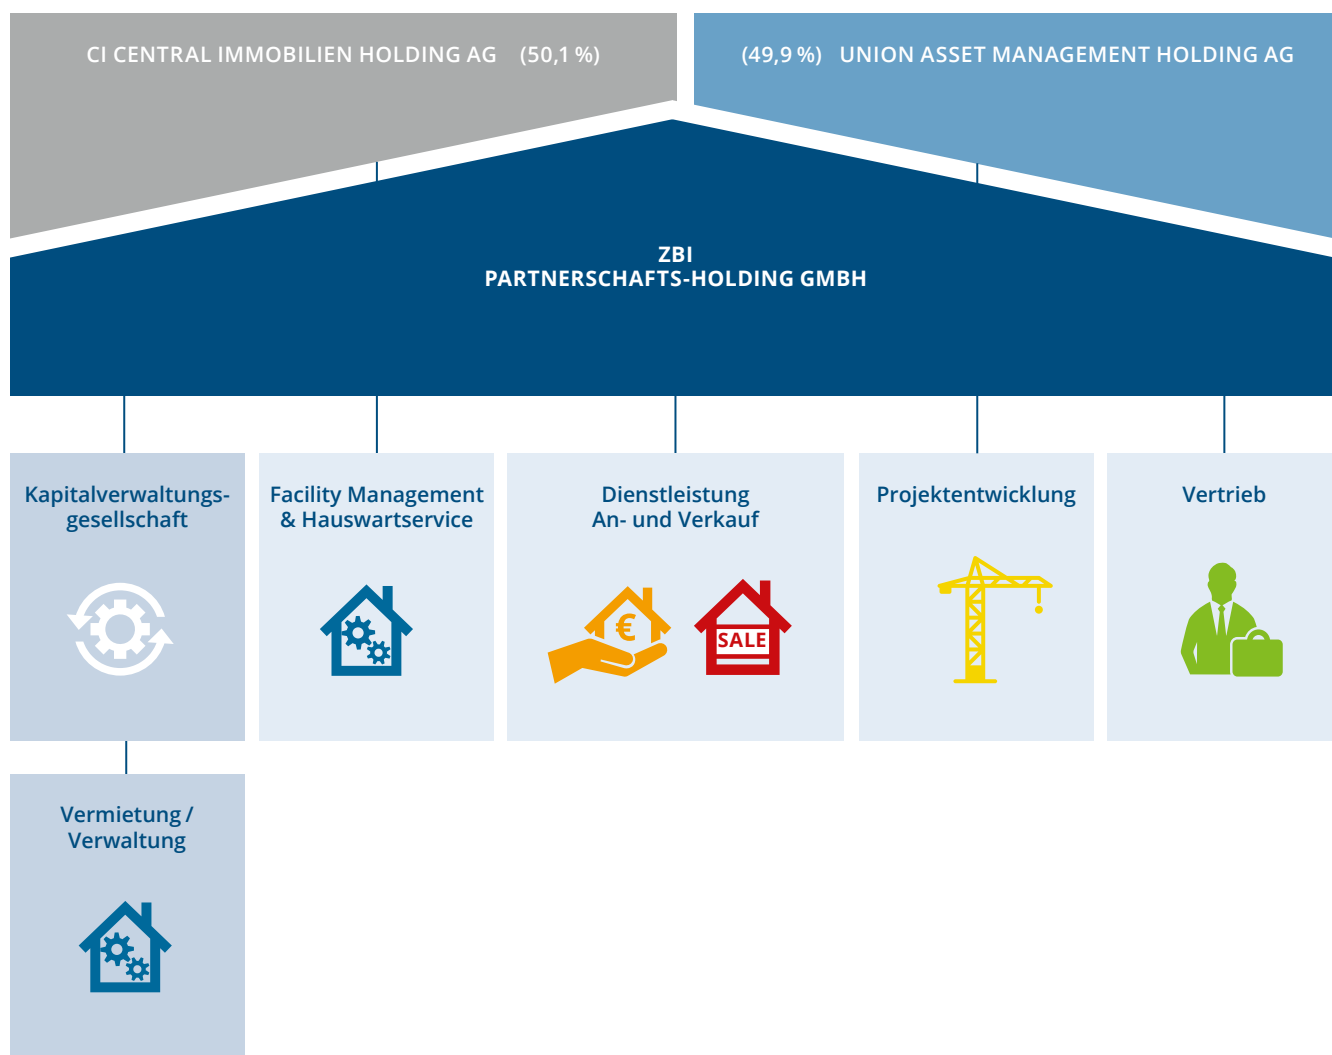 CI CENTRAL IMMOBILIEN HOLDING AG (50,1 %)
(49,9 %) UNION ASSET MANAGEMENT HOLDING AG
ZBI
PARTNERSCHAFTS-HOLDING GMBH
Kapitalverwaltungs-
gesellschaft
Facility Management
& Hauswartservice
Dienstleistung
An- und Verkauf
€
SALE
Projektentwicklung
Vertrieb
Vermietung /
Verwaltung